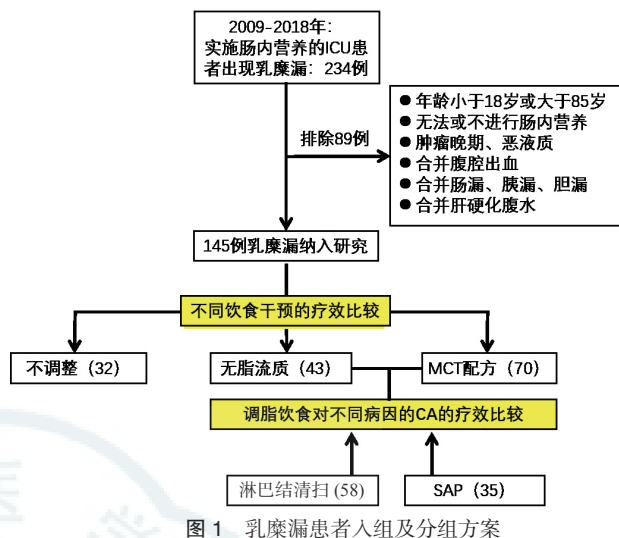 2009-2018年：
实施肠内营养的ICU患
者出现乳糜漏：234例
排除89例
● 年龄小于18岁或大于85岁
● 无法或不进行肠内营养
● 肿瘤晚期、恶液质
● 合并腹腔出血
● 合并肠漏、胰漏、胆漏
● 合并肝硬化腹水
145例乳糜漏纳入研究
不同饮食干预的疗效比较
不调整（32）
无脂流质（43）
MCT配方（70）
调脂饮食对不同病因的CA的疗效比较
淋巴结清扫 (58)
SAP（35）
图 1 乳糜漏患者入组及分组方案